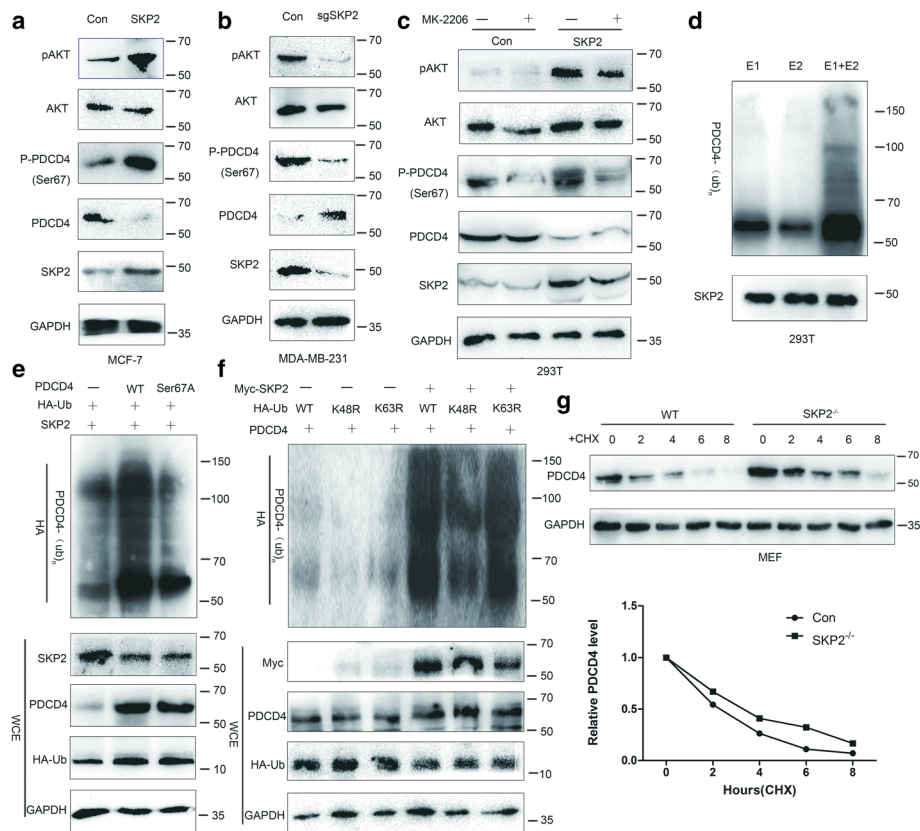 a
Con SKP2
pAKT
70
50
AKT
70
50
P-PDCD4
(Ser67)
70
50
PDCD4
70
50
SKP2
50
GAPDH
35
MCF-7
b
Con sgSKP2
pAKT
70
50
AKT
70
50
P-PDCD4
(Ser67)
70
50
PDCD4
70
50
SKP2
50
GAPDH
35
MDA-MB-231
c
MK-2206 — + — +
Con SKP2
pAKT
70
50
AKT
70
50
P-PDCD4
(Ser67)
70
50
PDCD4
70
50
SKP2
50
GAPDH
35
293T
d
E1 E2 E1+E2
PDCD4-(ub)n
150
100
70
50
SKP2
50
293T
e
PDCD4 — WT Ser67A
HA-Ub + + +
SKP2 + + +
HA
PDCD4-(ub)n
150
100
70
50
WCE
SKP2
70
50
PDCD4
70
50
HA-Ub
10
GAPDH
35
f
Myc-SKP2 — — — + + +
HA-Ub WT K48R K63R WT K48R K63R
PDCD4 + + + + + +
HA
PDCD4-(ub)n
150
100
70
50
WCE
Myc
70
50
PDCD4
70
50
HA-Ub
10
GAPDH
35
g
WT SKP2-/-
+CHX 0 2 4 6 8 0 2 4 6 8
PDCD4
70
50
GAPDH
35
MEF
Relative PDCD4 level
1.5
1.0
0.5
0.0
Con
SKP2-/-
0 2 4 6 8
Hours(CHX)